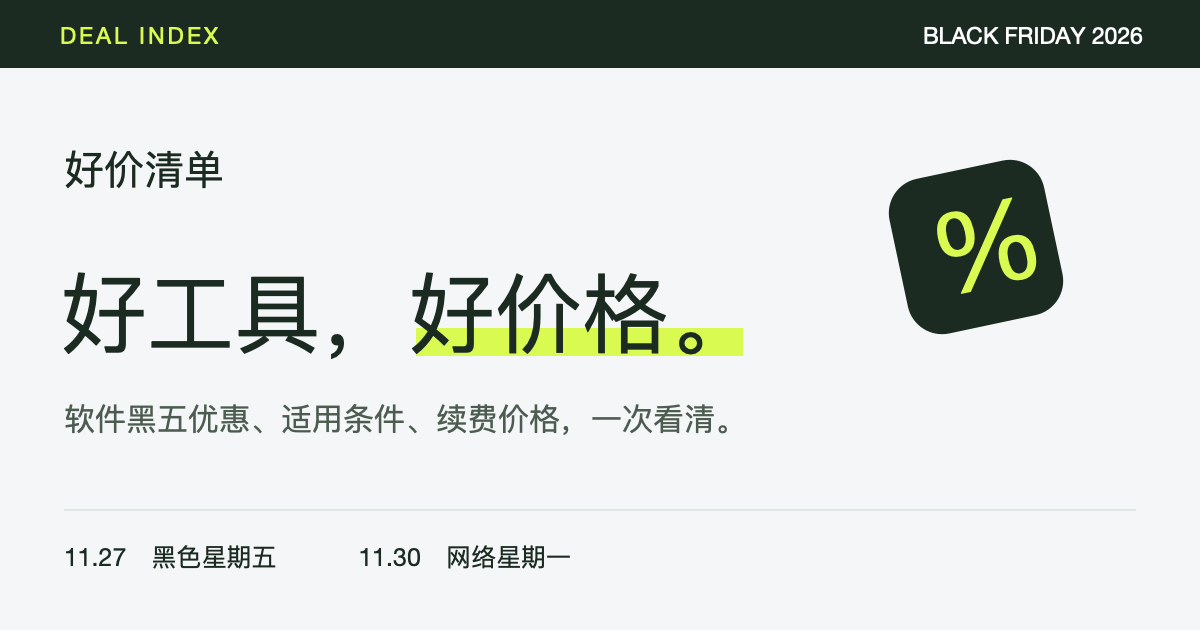 DEAL INDEX
BLACK FRIDAY 2026
好价清单
%
好工具，好价格。
软件黑五优惠、适用条件、续费价格，一次看清。
11.27 黑色星期五 11.30 网络星期一